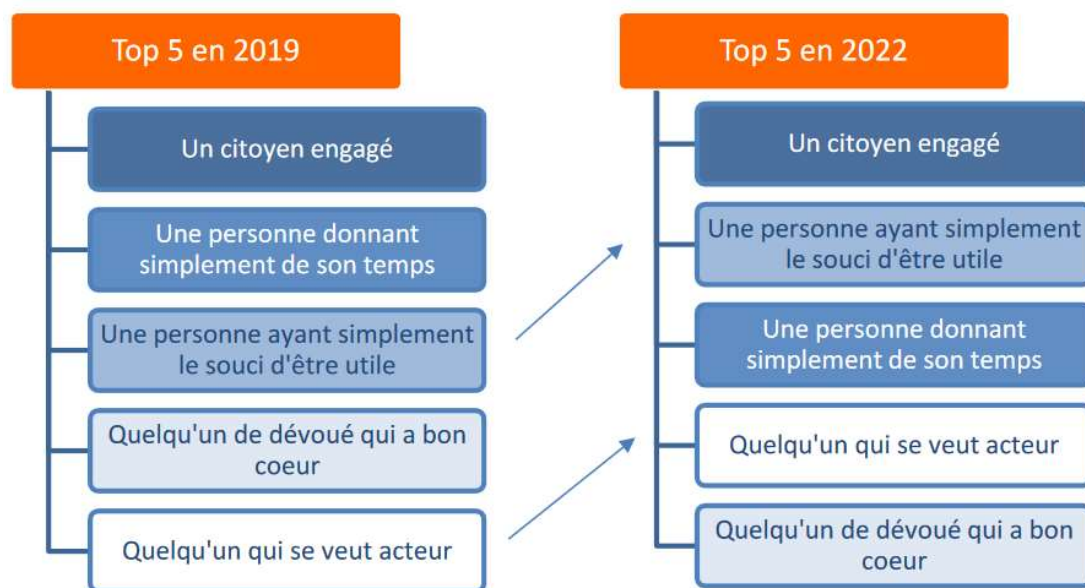 Top 5 en 2019
Un citoyen engagé
Une personne donnant
simplement de son temps
Une personne ayant simplement
le souci d'être utile
Quelqu'un de dévoué qui a bon
coeur
Quelqu'un qui se veut acteur
Top 5 en 2022
Un citoyen engagé
Une personne ayant simplement
le souci d'être utile
Une personne donnant
simplement de son temps
Quelqu'un qui se veut acteur
Quelqu'un de dévoué qui a bon
coeur